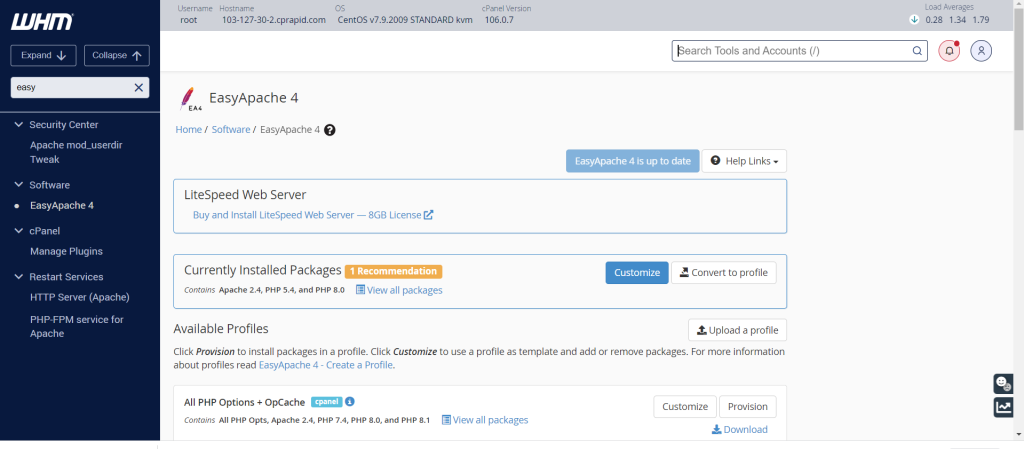 WHM
Expand
Collapse
easy
Security Center
Apache mod_userdir
Tweak
Software
EasyApache 4
cPanel
Manage Plugins
Restart Services
HTTP Server (Apache)
PHP-FPM service for
Apache
Username Hostname OS cPanel Version Load Averages
root 103-127-30-2.cprapid.com CentOS v7.9.2009 STANDARD kvm 106.0.7 0.28 1.34 1.79
Search Tools and Accounts (/)
EA4 EasyApache 4
Home / Software / EasyApache 4
EasyApache 4 is up to date Help Links
LiteSpeed Web Server
Buy and Install LiteSpeed Web Server — 8GB License
Currently Installed Packages 1 Recommendation Customize Convert to profile
Contains Apache 2.4, PHP 5.4, and PHP 8.0 View all packages
Available Profiles Upload a profile
Click Provision to install packages in a profile. Click Customize to use a profile as template and add or remove packages. For more information
about profiles read EasyApache 4 - Create a Profile.
All PHP Options + OpCache cpanel Customize Provision
Contains All PHP Opts, Apache 2.4, PHP 7.4, PHP 8.0, and PHP 8.1 View all packages
Download